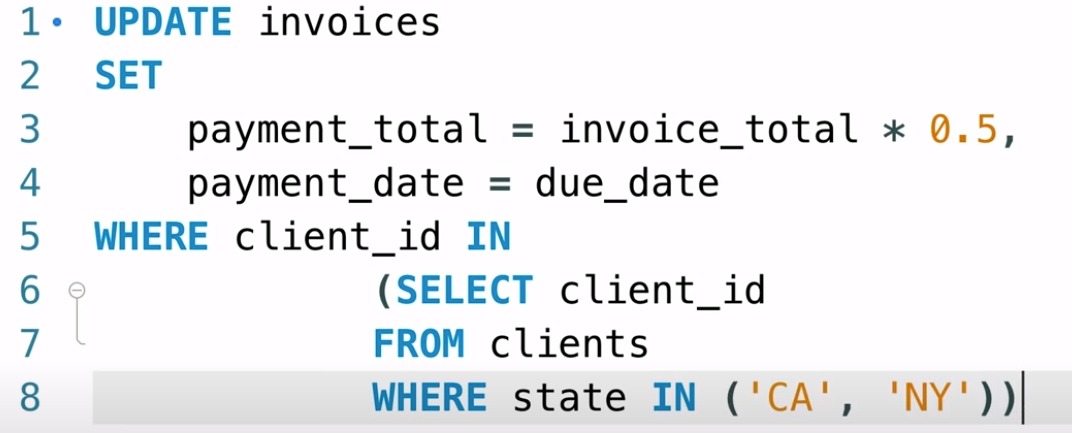 1 UPDATE invoices
2 SET
3 payment_total = invoice_total * 0.5,
4 payment_date = due_date
5 WHERE client_id IN
6 (SELECT client_id
7 FROM clients
8 WHERE state IN ('CA', 'NY'))